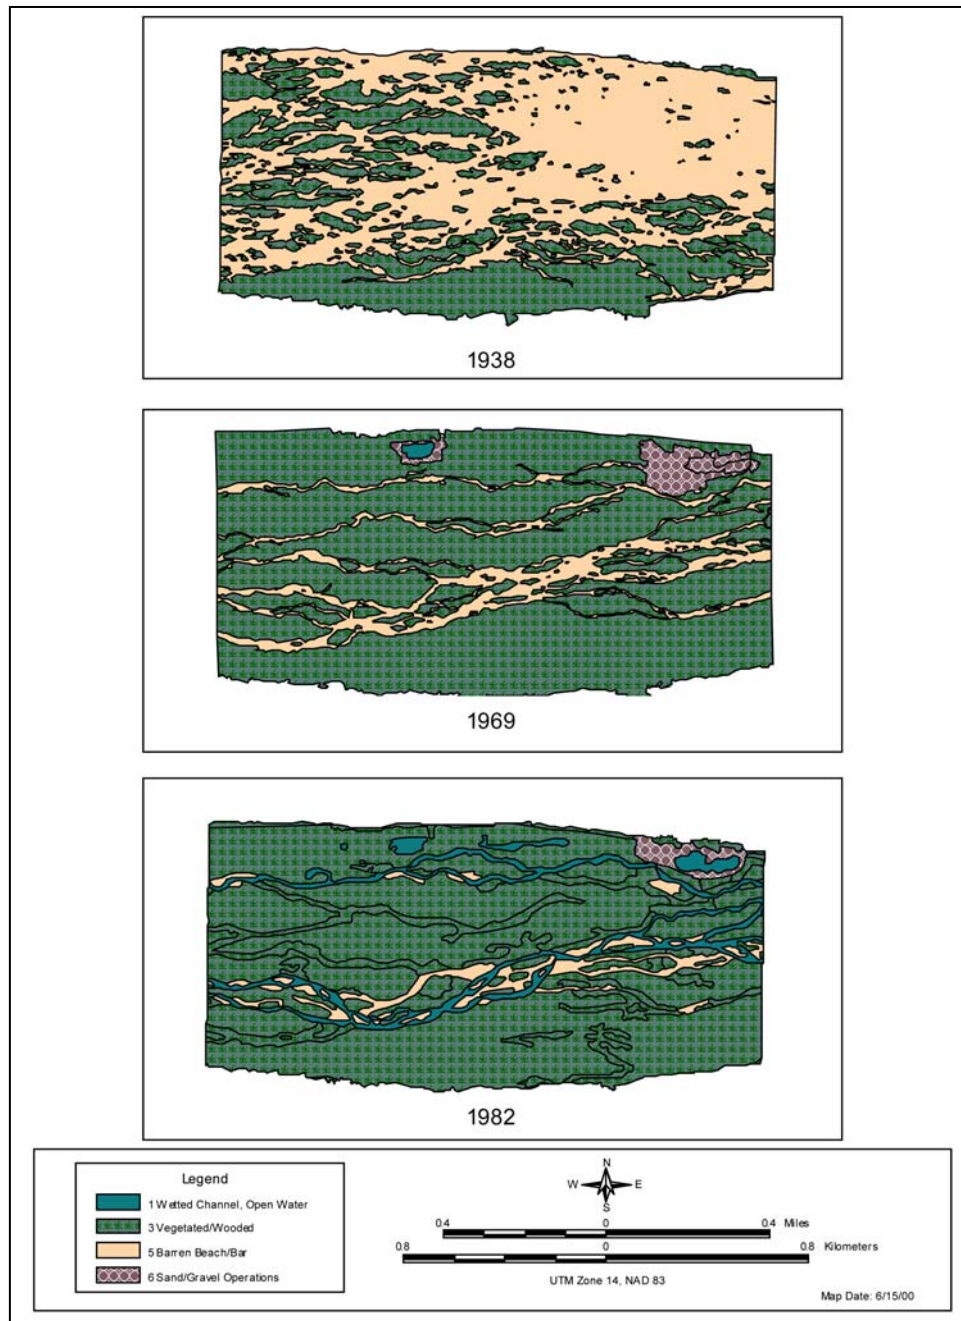 1938
1969
1982
Legend
1 Wetted Channel, Open Water
3 Vegetated/Wooded
5 Barren Beach/Bar
6 Sand/Gravel Operations
N
W E
S
0.4 0 0.4 Miles
0.8 0 0.8 Kilometers
UTM Zone 14, NAD 83
Map Date: 6/15/00